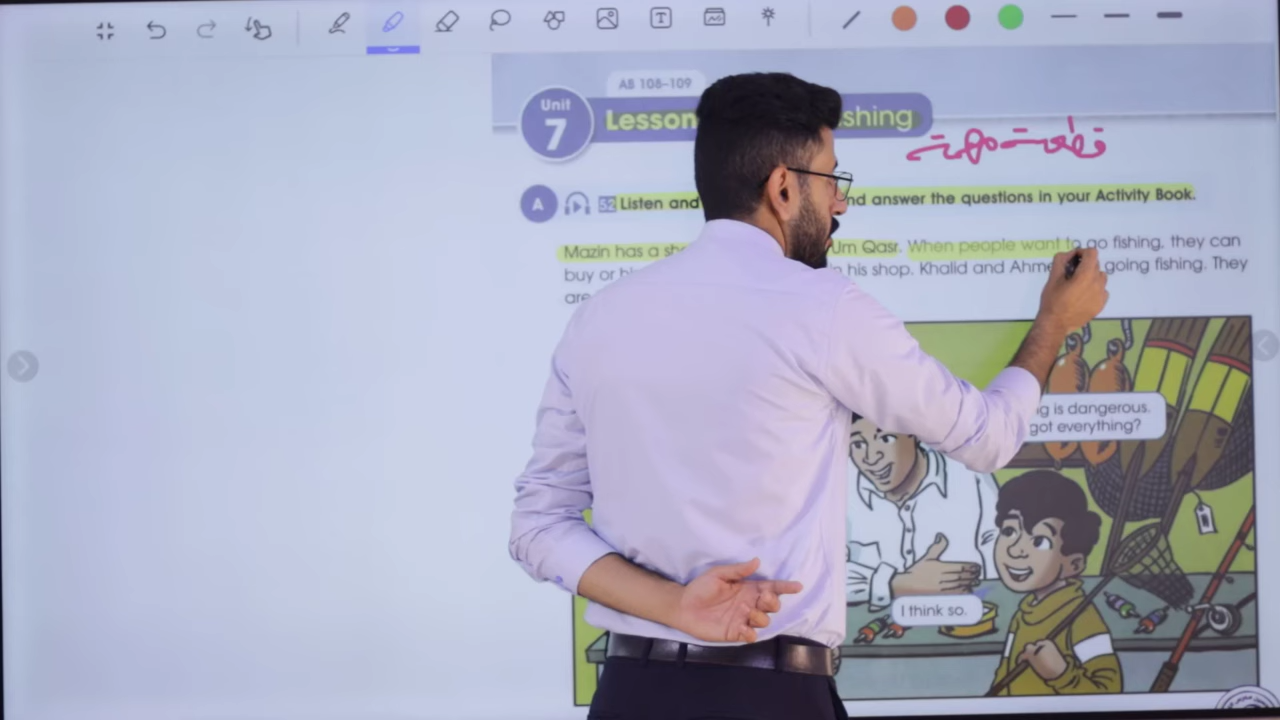 AB 108–109
Unit
7
Lesson shing
قطعة مهمة
A
52 Listen and nd answer the questions in your Activity Book.
Mazin has a Um Qasr. When people want to go fishing, they can
buy or his shop. Khalid and going fishing. They
are
is dangerous.
got everything?
I think so.